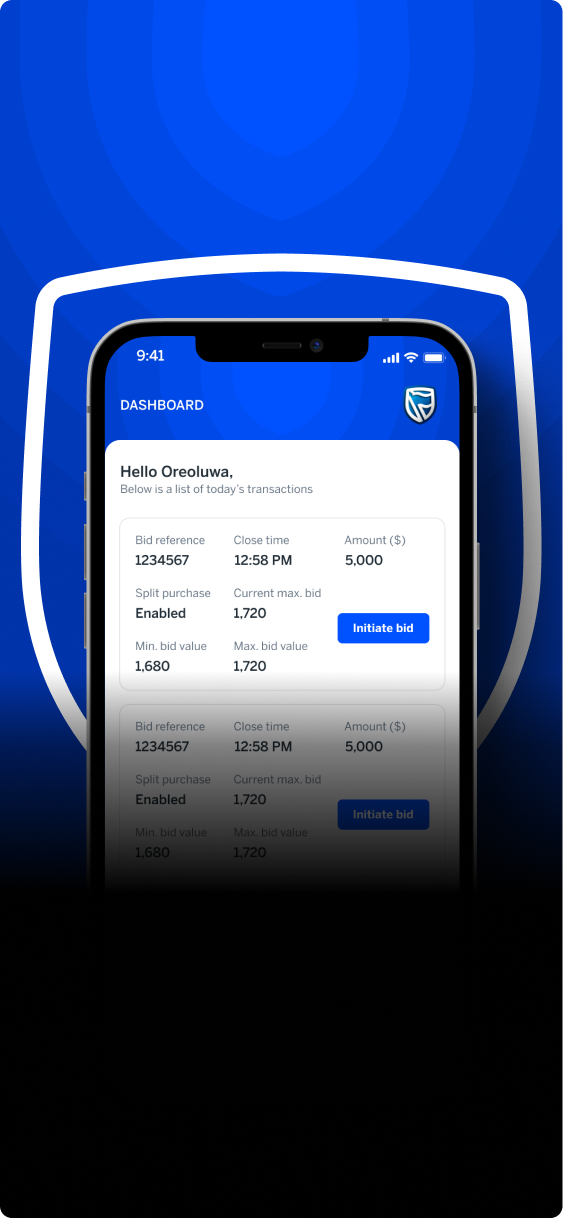 9:41
DASHBOARD
Hello Oreoluwa,
Below is a list of today's transactions
Bid reference Close time Amount ($)
1234567 12:58 PM 5,000
Split purchase Current max. bid
Enabled 1,720
Initiate bid
Min. bid value Max. bid value
1,680 1,720
Bid reference Close time Amount ($)
1234567 12:58 PM 5,000
Split purchase Current max. bid
Enabled 1,720
Initiate bid
Min. bid value Max. bid value
1,680 1,720